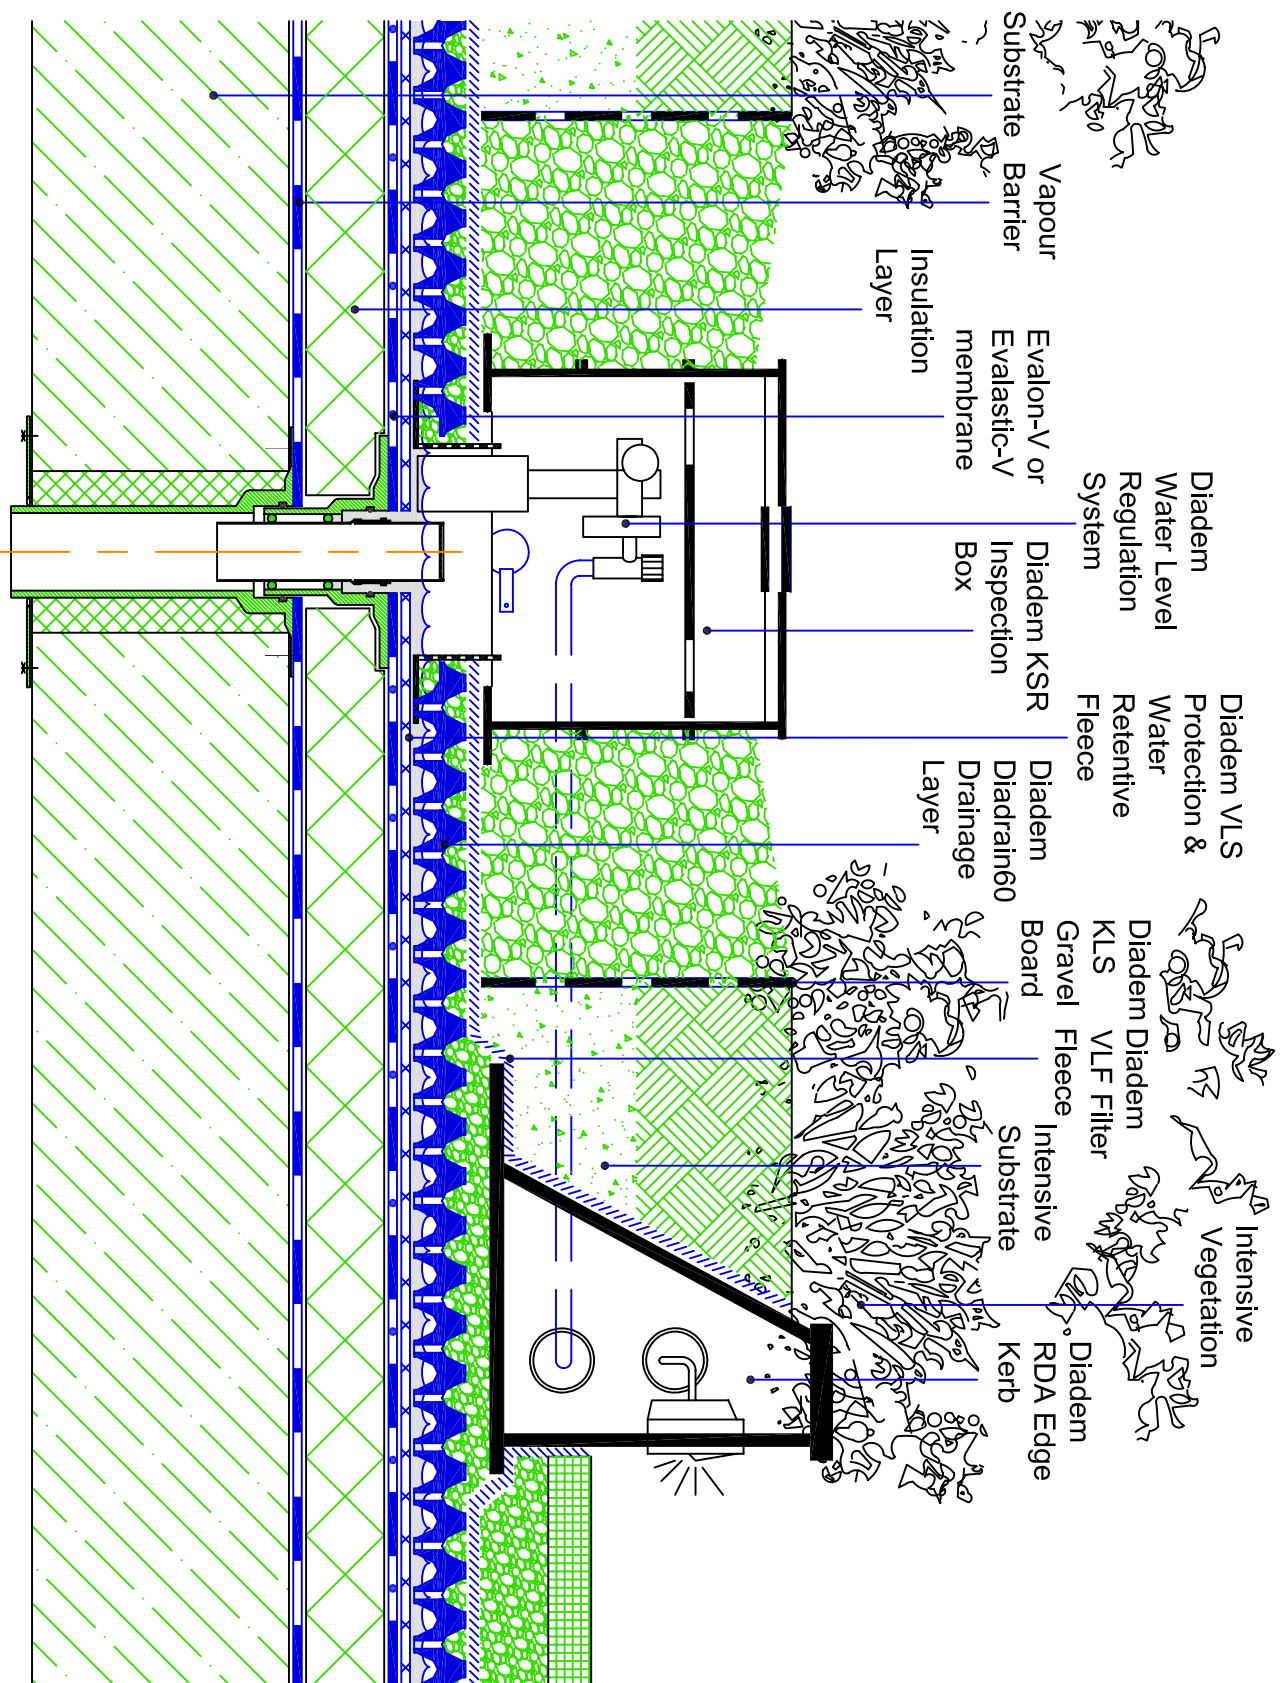 Substrate
Vapour
Barrier
Insulation
Layer
Evalon-V or
Evalastic-V
membrane
Diadem
Water Level
Regulation
System
Diadem KSR
Inspection
Box
Diadem VLS
Protection &
Water
Retentive
Fleece
Diadem
Diadrain60
Drainage
Layer
Diadem
KLS
Gravel
Board
Diadem
VLF Filter
Fleece
Intensive
Substrate
Intensive
Vegetation
Diadem
RDA Edge
Kerb